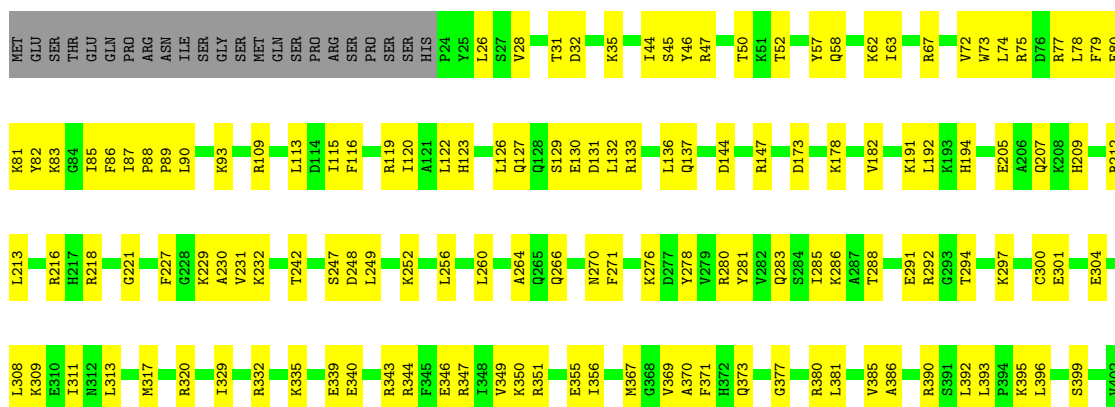 MET GLU SER THR GLU GLN PRO ARG ASN ILE SER GLY SER MET GLN SER PRO ARG SER PRO SER SER HIS P24 Y25 L26 S27 V28 T31 D32 K35 I44 S45 Y46 R47 T50 K51 T52 Y57 Q58 K62 I63 R67 V72 W73 L74 R75 D76 R77 L78 F79
K81 Y82 K83 G84 I85 F86 I87 P88 P89 L90 K93 R109 L113 D114 I115 F116 R119 I120 A121 L122 H123 L126 Q127 Q128 S129 E130 D131 L132 R133 L136 Q137 D144 R147 D173 K178 V182 K191 L192 K193 H194 E205 A206 Q207 K208 H209
L213 R216 H217 R218 G221 F227 G228 K229 A230 V231 K232 T242 S247 D248 L249 K252 L256 L260 A264 Q265 Q266 N270 F271 K276 D277 Y278 V279 R280 Y281 V282 Q283 S284 I285 K286 A287 T288 E291 R292 G293 T294 K297 C300 E301 E304
L308 K309 E310 I311 N312 L313 M317 R320 I329 R332 K335 E339 E340 R343 R344 F345 E346 R347 I348 V349 K350 R351 E355 I356 M367 G368 V369 A370 F371 H372 Q373 G377 R380 L381 V385 A386 R390 S391 L392 L393 P394 K395 L396 S399